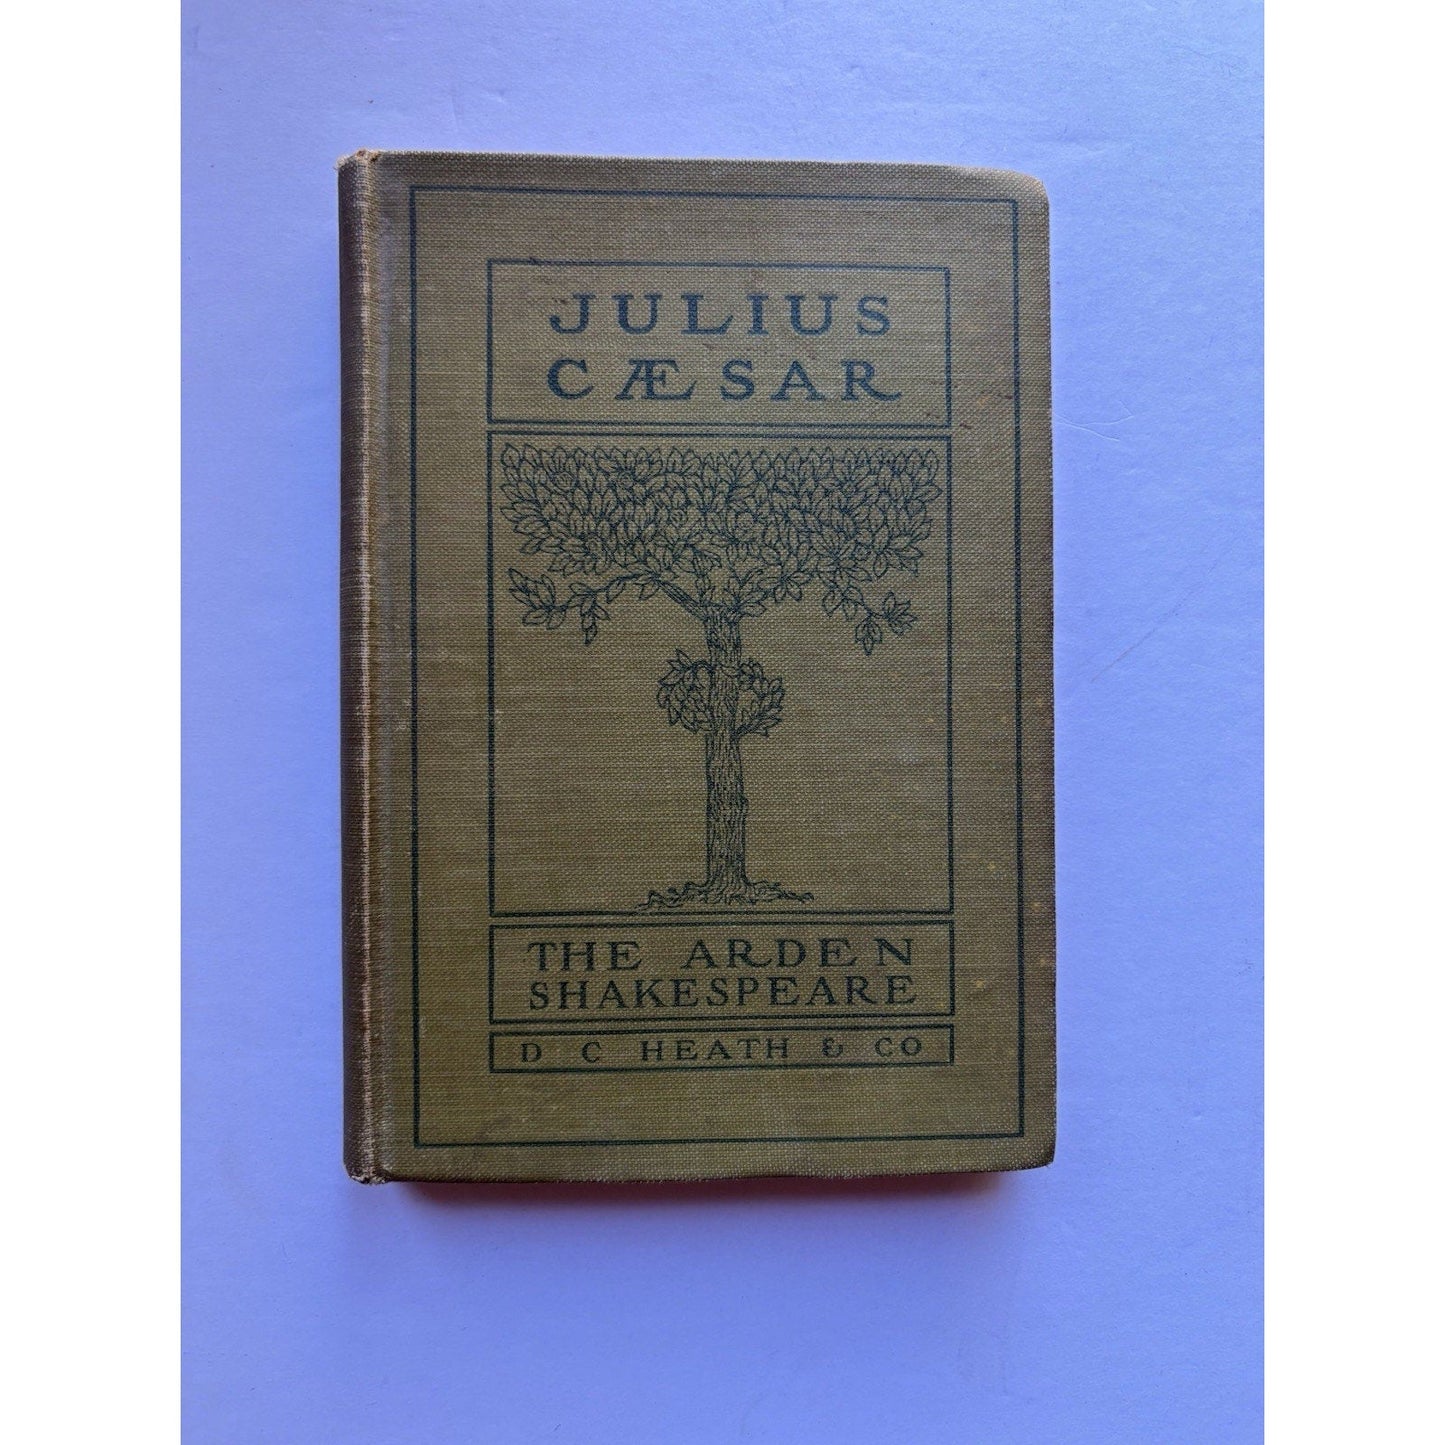 JULIUS
CÆSAR
THE ARDEN
SHAKESPEARE
D C HEATH & CO